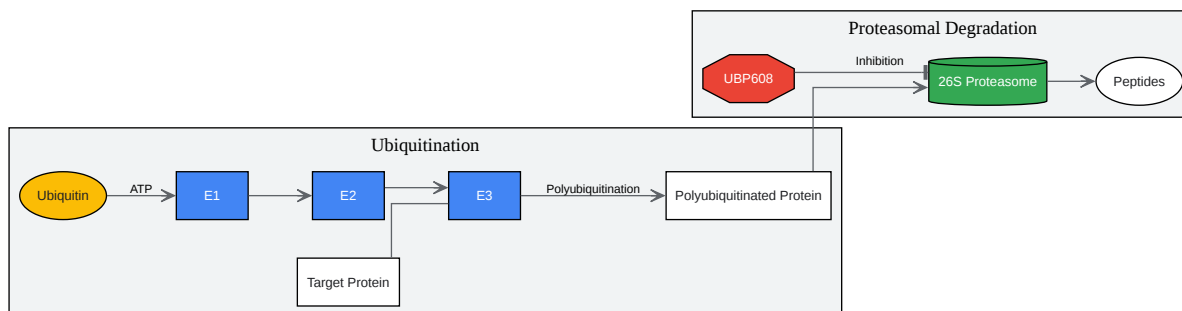 Proteasomal Degradation
UBP608
Inhibition
26S Proteasome
Peptides
Ubiquitination
Ubiquitin
ATP
E1
E2
E3
Polyubiquitination
Polyubiquitinated Protein
Target Protein